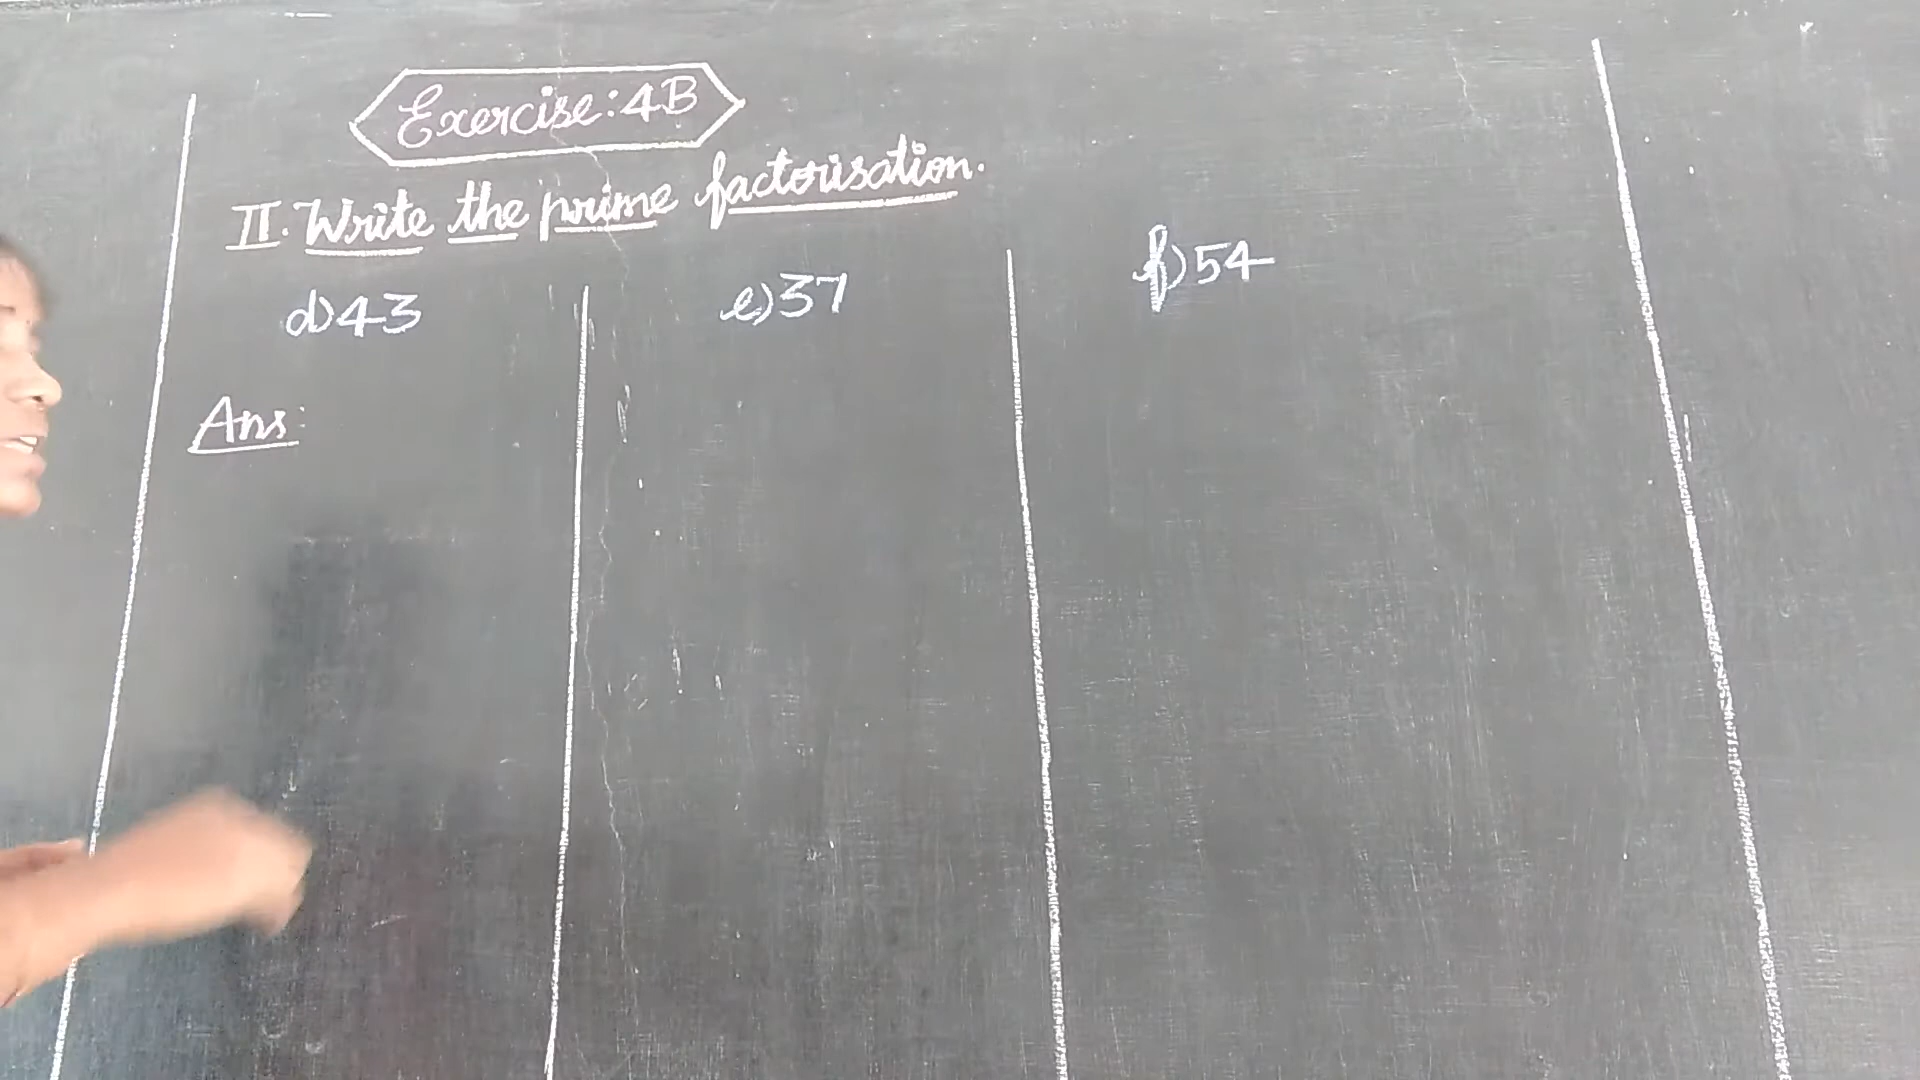 Exercise:4B
II. Write the prime factorisation.
d)43
e)37
f)54
Ans: